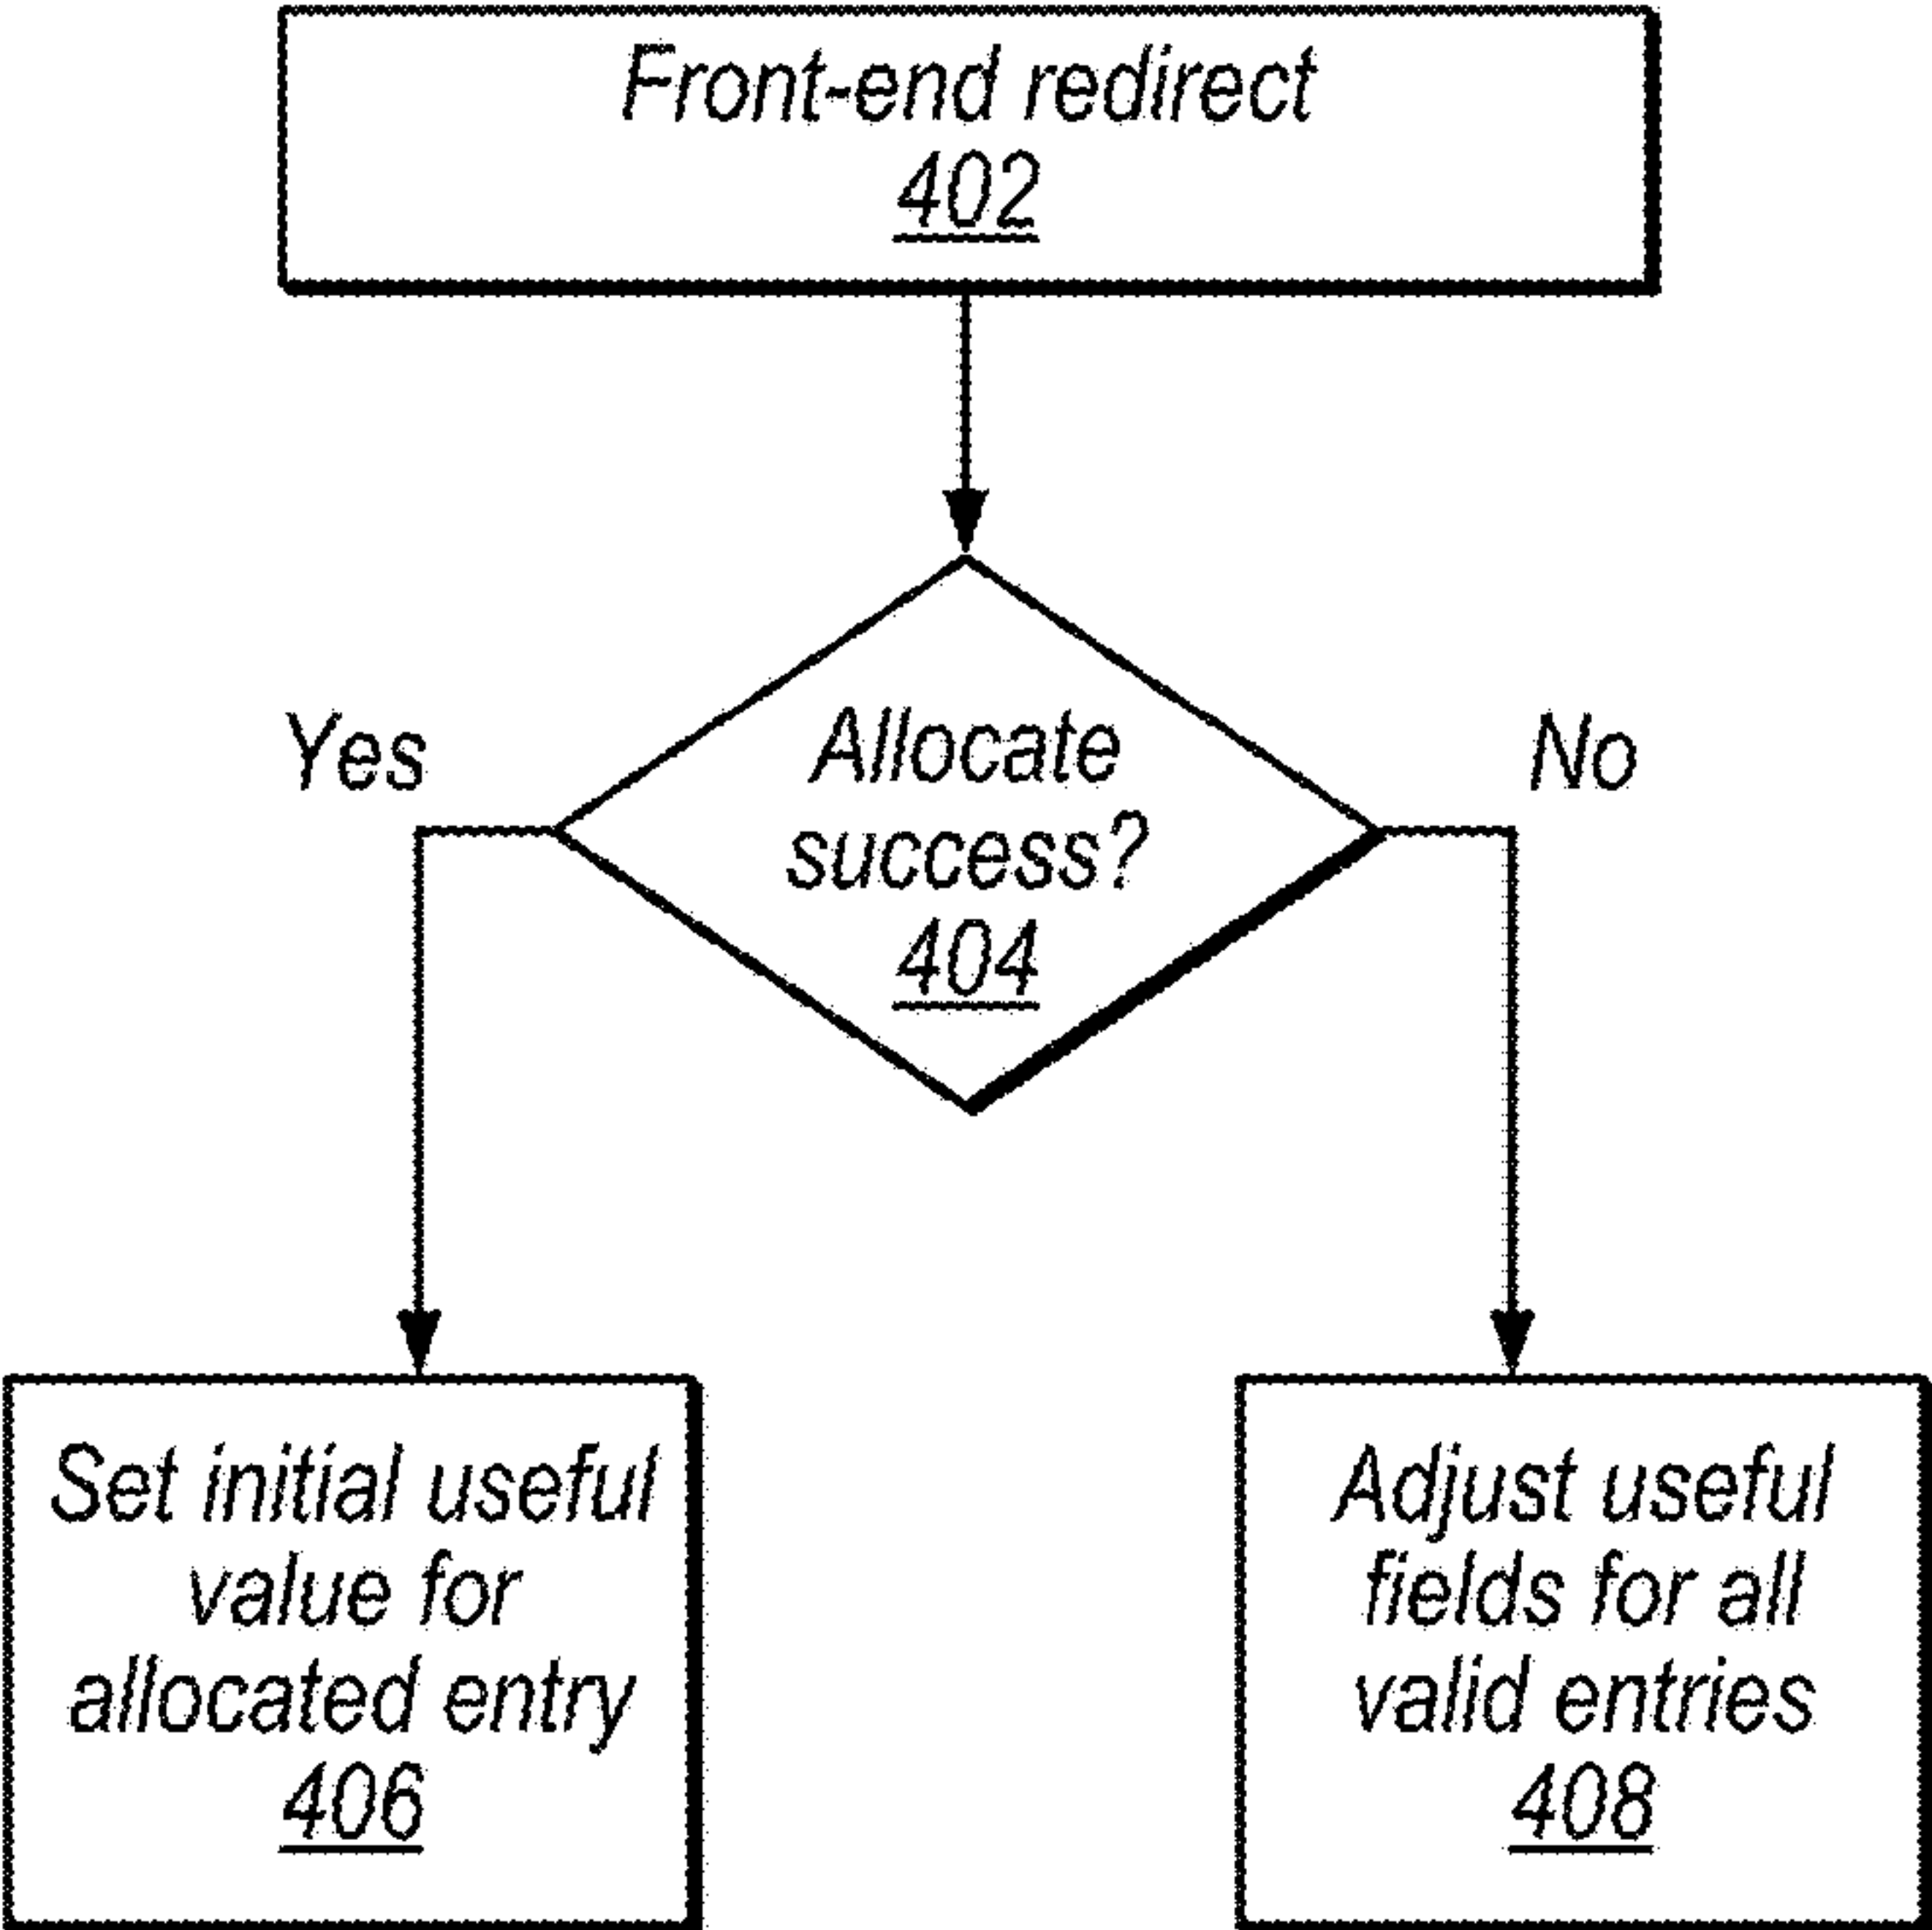 Front-end redirect
402
Allocate
success?
404
Yes
No
Set initial useful
value for
allocated entry
406
Adjust useful
fields for all
valid entries
408